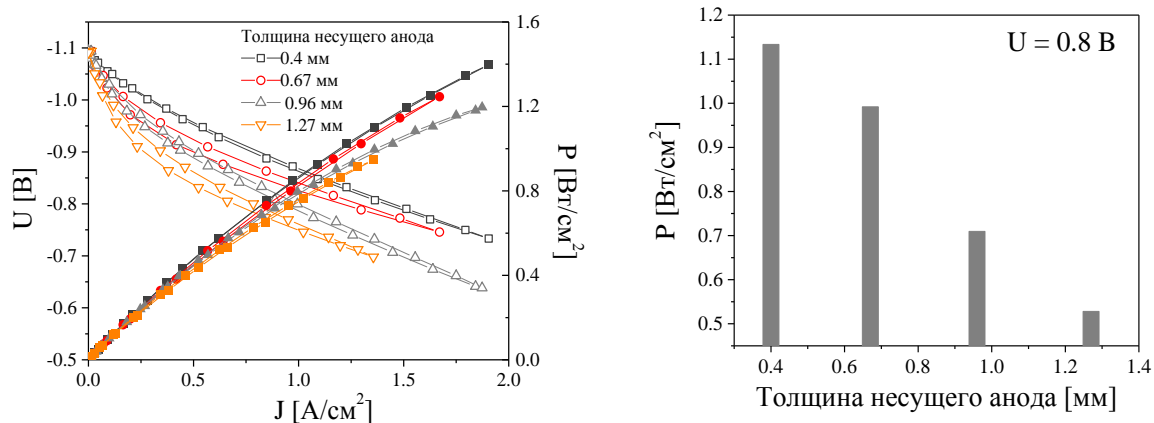 Толщина несущего анода
0.4 мм
0.67 мм
0.96 мм
1.27 мм
-1.1
-1.0
-0.9
-0.8
-0.7
-0.6
-0.5
U [В]
1.6
1.2
0.8
0.4
0.0
P [Вт/см²]
0.0 0.5 1.0 1.5 2.0
J [А/см²]
U = 0.8 В
1.2
1.1
1.0
0.9
0.8
0.7
0.6
0.5
P [Вт/см²]
0.4 0.6 0.8 1.0 1.2 1.4
Толщина несущего анода [мм]